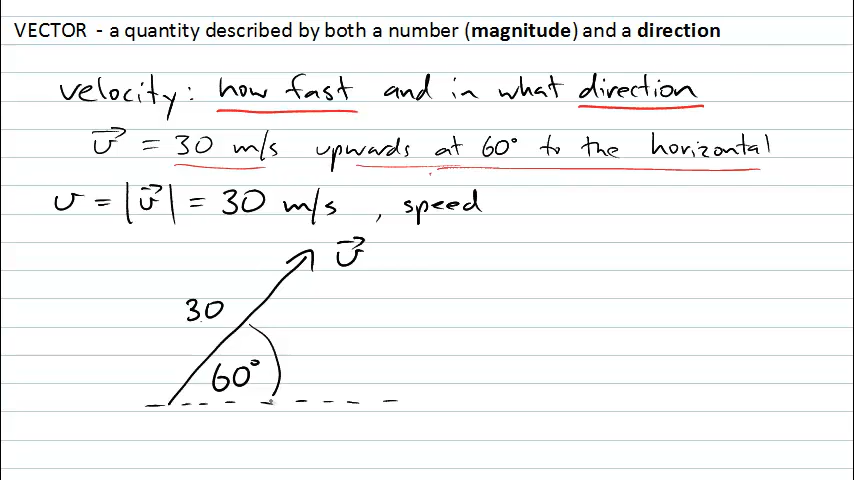 VECTOR - a quantity described by both a number (magnitude) and a direction
velocity: how fast and in what direction
v⃗ = 30 m/s upwards at 60° to the horizontal
v = |v⃗| = 30 m/s , speed
v⃗
30
60°